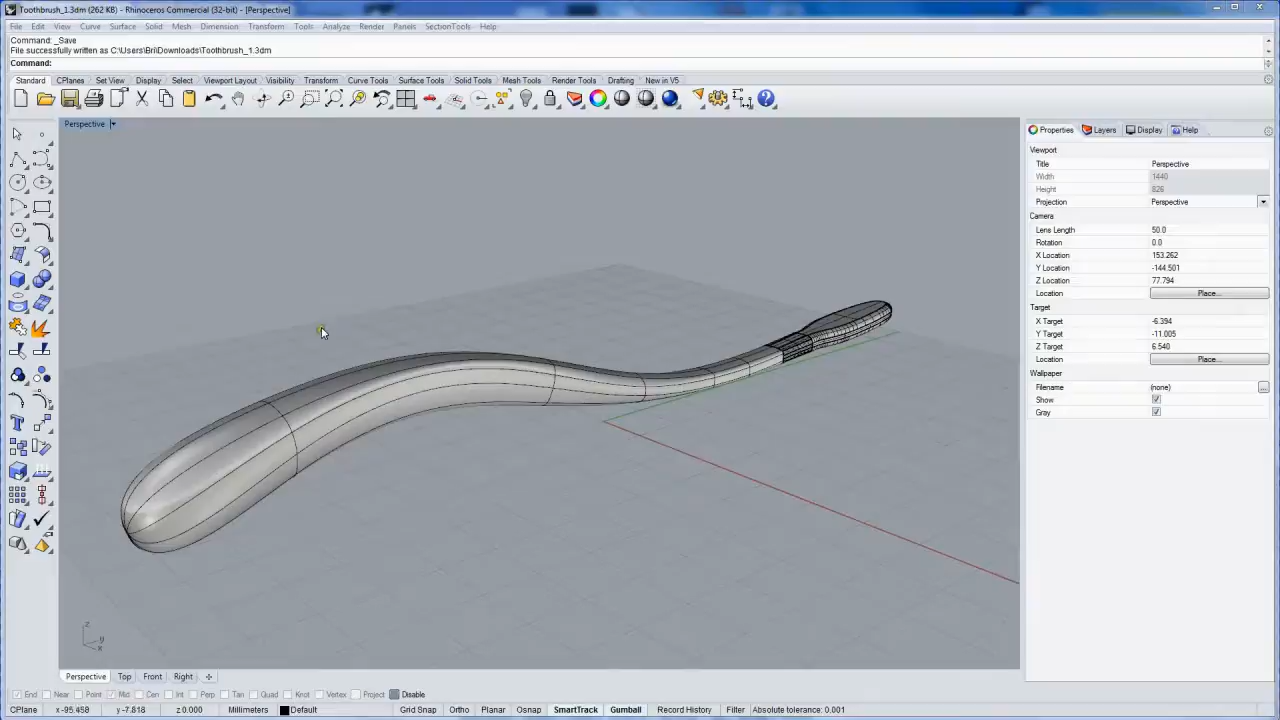 Toothbrush_1.3dm (262 KB) - Rhinoceros Commercial (32-bit) - [Perspective]
File Edit View Curve Surface Solid Mesh Dimension Transform Tools Analyze Render Panels SectionTools Help
Command: _Save
File successfully written as C:\Users\Bri\Downloads\Toothbrush_1.3dm
Command:
Standard CPlanes Set View Display Select Viewport Layout Visibility Transform Curve Tools Surface Tools Solid Tools Mesh Tools Render Tools Drafting New in V5
Perspective
Properties Layers Display Help
Viewport
Title Perspective
Width 1440
Height 826
Projection Perspective
Camera
Lens Length 50.0
Rotation 0.0
X Location 153.262
Y Location -144.501
Z Location 77.794
Location Place...
Target
X Target -6.394
Y Target -11.005
Z Target 6.540
Location Place...
Wallpaper
Filename (none) ...
Show
Gray
z
y
x
Perspective Top Front Right
End Near Point Mid Cen Int Perp Tan Quad Knot Vertex Project Disable
CPlane x -95.458 y -7.818 z 0.000 Millimeters Default Grid Snap Ortho Planar Osnap SmartTrack Gumball Record History Filter Absolute tolerance: 0.001